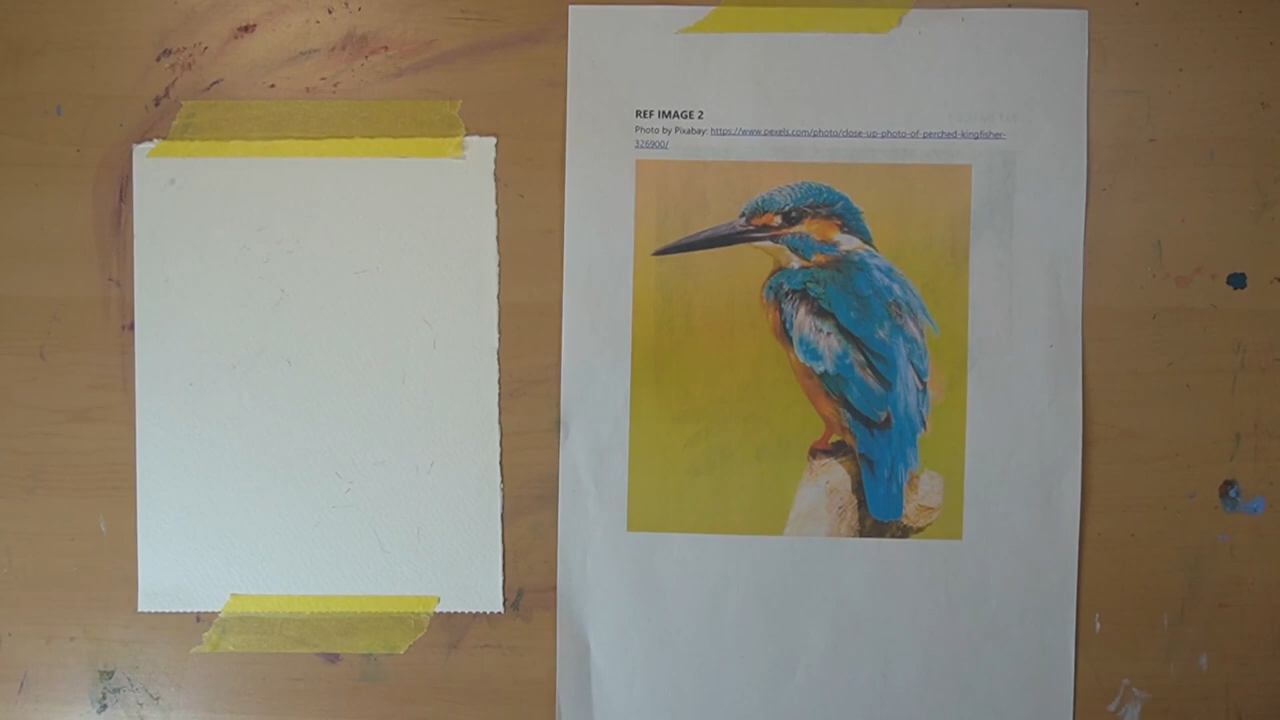 REF IMAGE 2
Photo by Pixabay: https://www.pexels.com/photo/close-up-photo-of-perched-kingfisher-
326900/